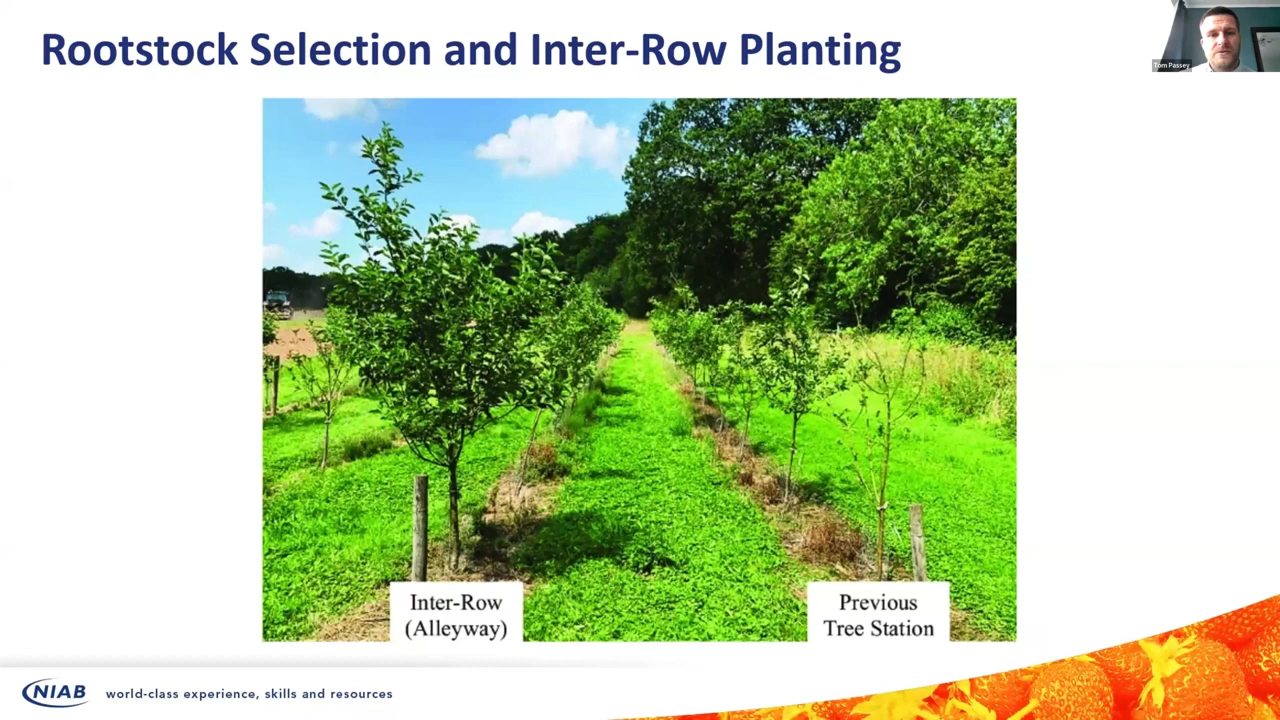 Rootstock Selection and Inter-Row Planting
Tom Passey
Inter-Row
(Alleyway)
Previous
Tree Station
NIAB
world-class experience, skills and resources